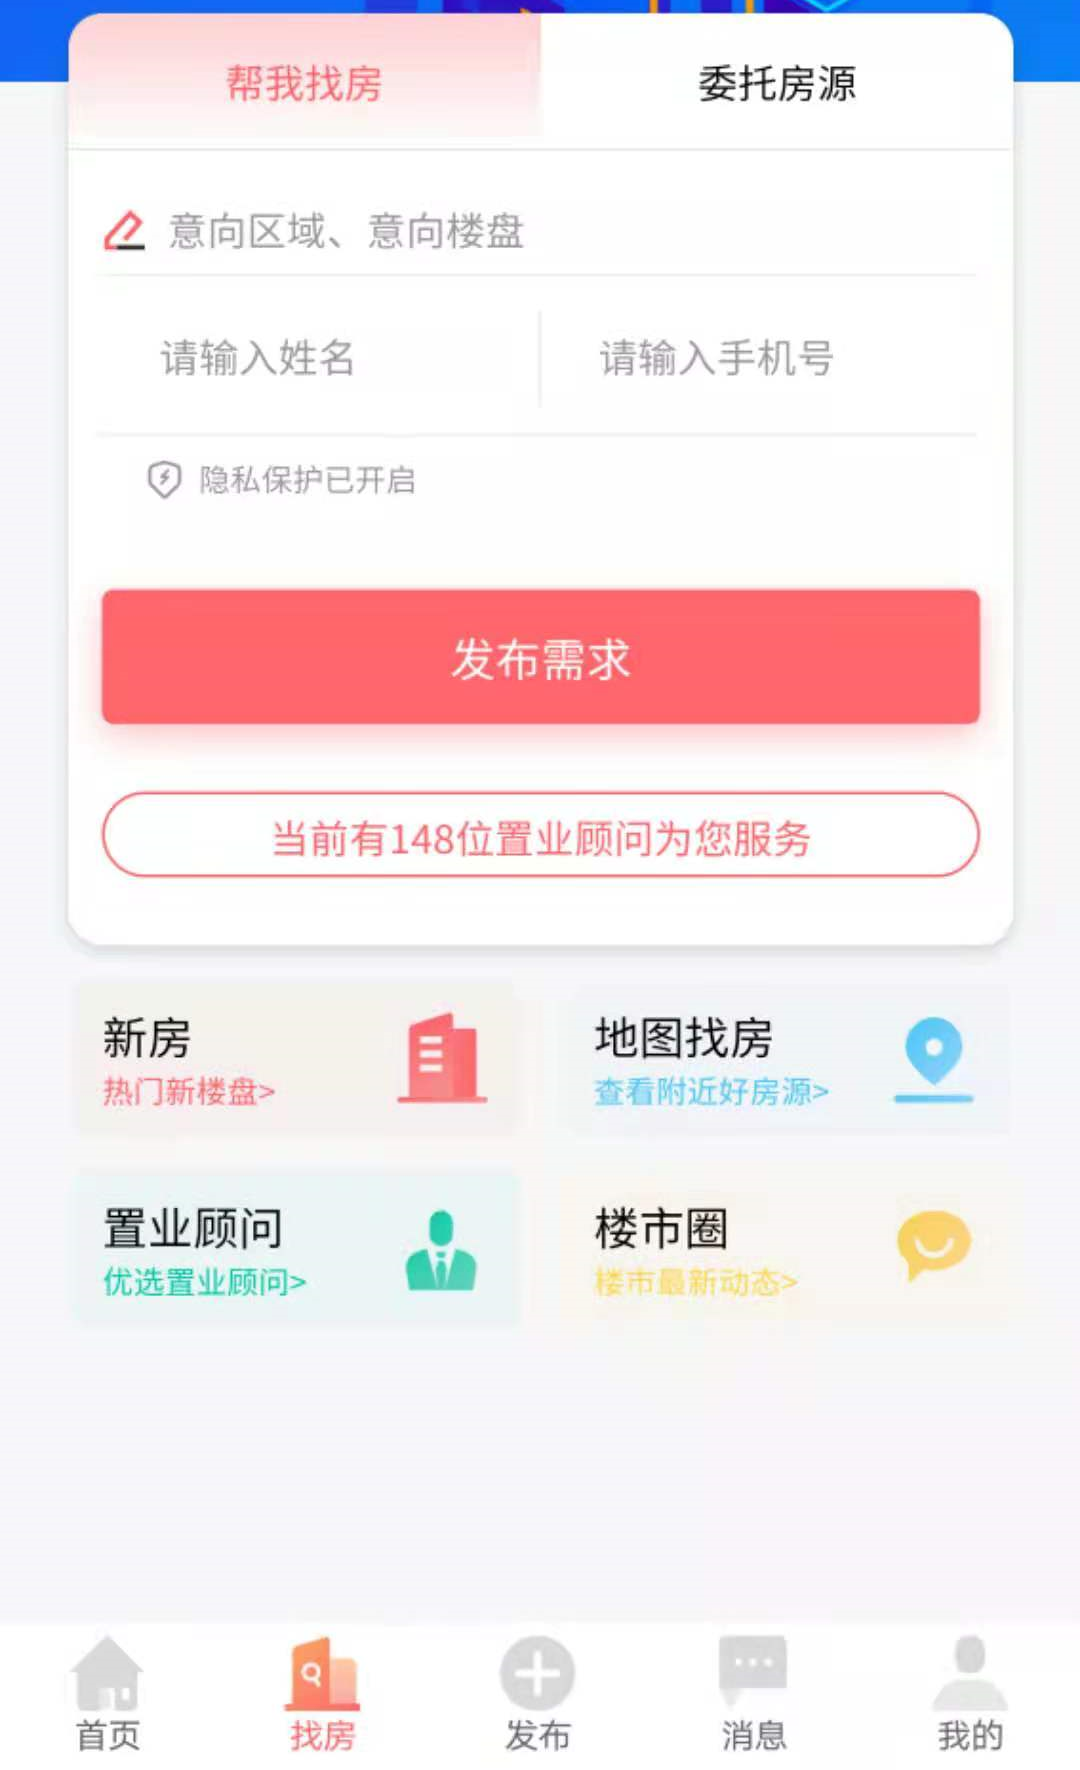 帮我找房
委托房源
意向区域、意向楼盘
请输入姓名
请输入手机号
隐私保护已开启
发布需求
当前有148位置业顾问为您服务
新房
热门新楼盘>
地图找房
查看附近好房源>
置业顾问
优选置业顾问>
楼市圈
楼市最新动态>
首页
找房
发布
消息
我的